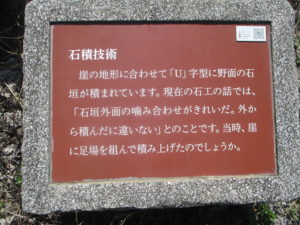 石積技術
崖の地形に合わせて「U」字型に野面の石
垣が積まれています。現在の石工の話では、
「石垣外面の噛み合わせがきれいだ。外か
ら積んだに違いない」とのことです。当時、崖
に足場を組んで積み上げたのでしょうか。